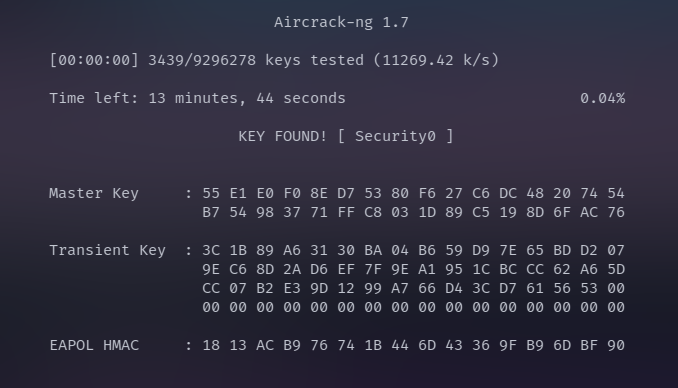 Aircrack-ng 1.7
[00:00:00] 3439/9296278 keys tested (11269.42 k/s)
Time left: 13 minutes, 44 seconds 0.04%
KEY FOUND! [ Security0 ]
Master Key : 55 E1 E0 F0 8E D7 53 80 F6 27 C6 DC 48 20 74 54
B7 54 98 37 71 FF C8 03 1D 89 C5 19 8D 6F AC 76
Transient Key : 3C 1B 89 A6 31 30 BA 04 B6 59 D9 7E 65 BD D2 07
9E C6 8D 2A D6 EF 7F 9E A1 95 1C BC CC 62 A6 5D
CC 07 B2 E3 9D 12 99 A7 66 D4 3C D7 61 56 53 00
00 00 00 00 00 00 00 00 00 00 00 00 00 00 00 00
EAPOL HMAC : 18 13 AC B9 76 74 1B 44 6D 43 36 9F B9 6D BF 90